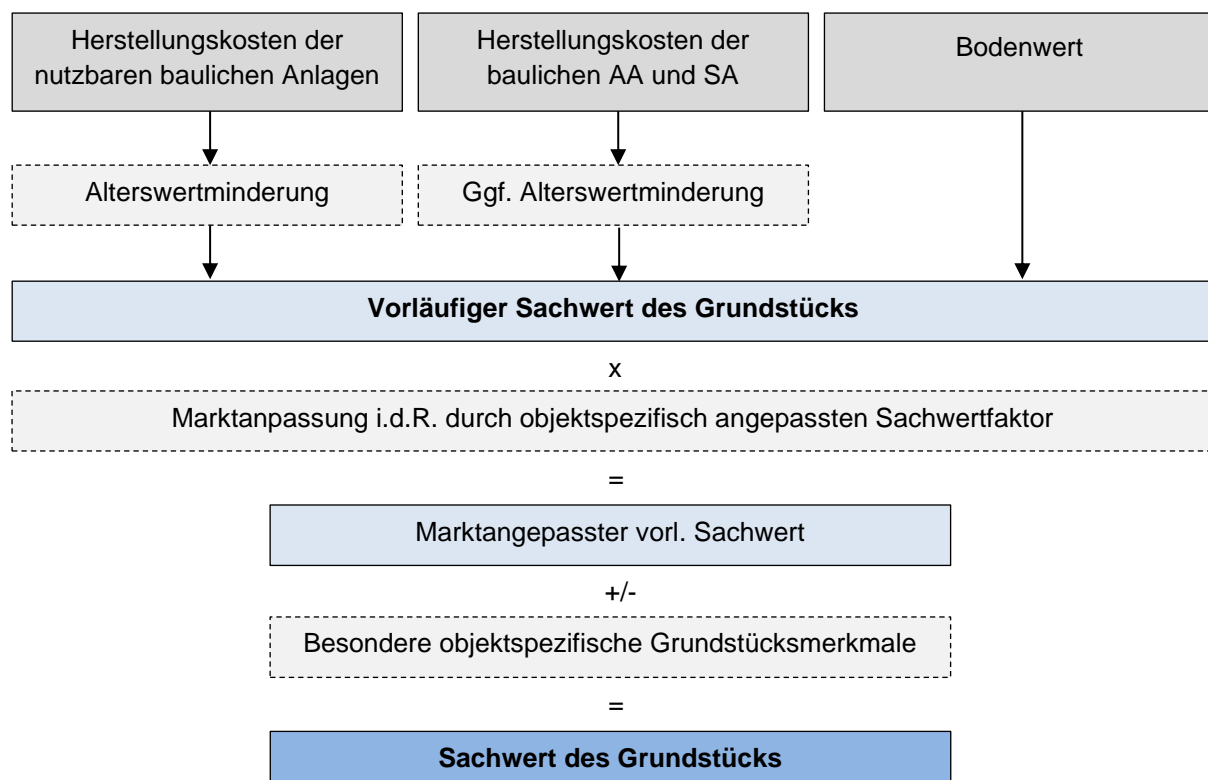 Herstellungskosten der
nutzbaren baulichen Anlagen
Herstellungskosten der
baulichen AA und SA
Bodenwert
Alterswertminderung
Ggf. Alterswertminderung
Vorläufiger Sachwert des Grundstücks
x
Marktanpassung i.d.R. durch objektspezifisch angepassten Sachwertfaktor
=
Marktangepasster vorl. Sachwert
+/-
Besondere objektspezifische Grundstücksmerkmale
=
Sachwert des Grundstücks